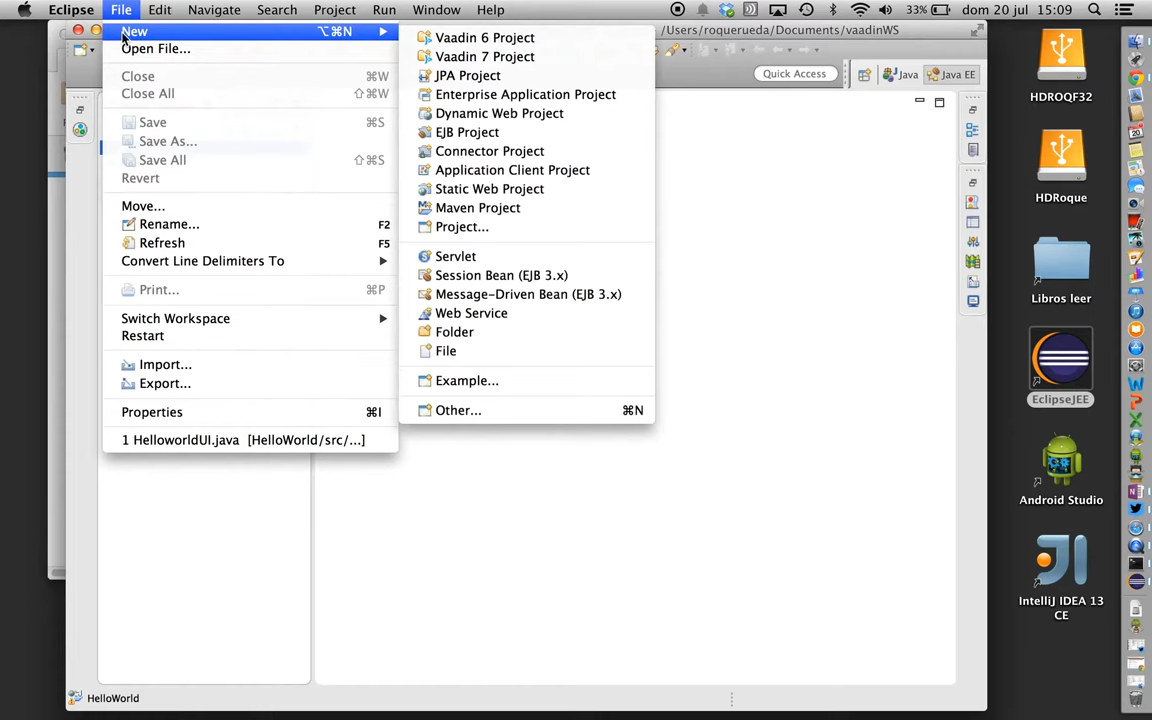 Eclipse File Edit Navigate Search Project Run Window Help 33% dom 20 jul 15:09
/Users/roquerueda/Documents/vaadinWS
New ⌥⌘N
Open File...
Close ⌘W
Close All ⇧⌘W
Save ⌘S
Save As...
Save All ⇧⌘S
Revert
Move...
Rename... F2
Refresh F5
Convert Line Delimiters To
Print... ⌘P
Switch Workspace
Restart
Import...
Export...
Properties ⌘I
1 HelloworldUI.java [HelloWorld/src/...]
Vaadin 6 Project
Vaadin 7 Project
JPA Project
Enterprise Application Project
Dynamic Web Project
EJB Project
Connector Project
Application Client Project
Static Web Project
Maven Project
Project...
Servlet
Session Bean (EJB 3.x)
Message-Driven Bean (EJB 3.x)
Web Service
Folder
File
Example...
Other... ⌘N
Quick Access Java Java EE
HelloWorld
HDROQF32
HDRoque
Libros leer
EclipseJEE
Android Studio
IntelliJ IDEA 13
CE